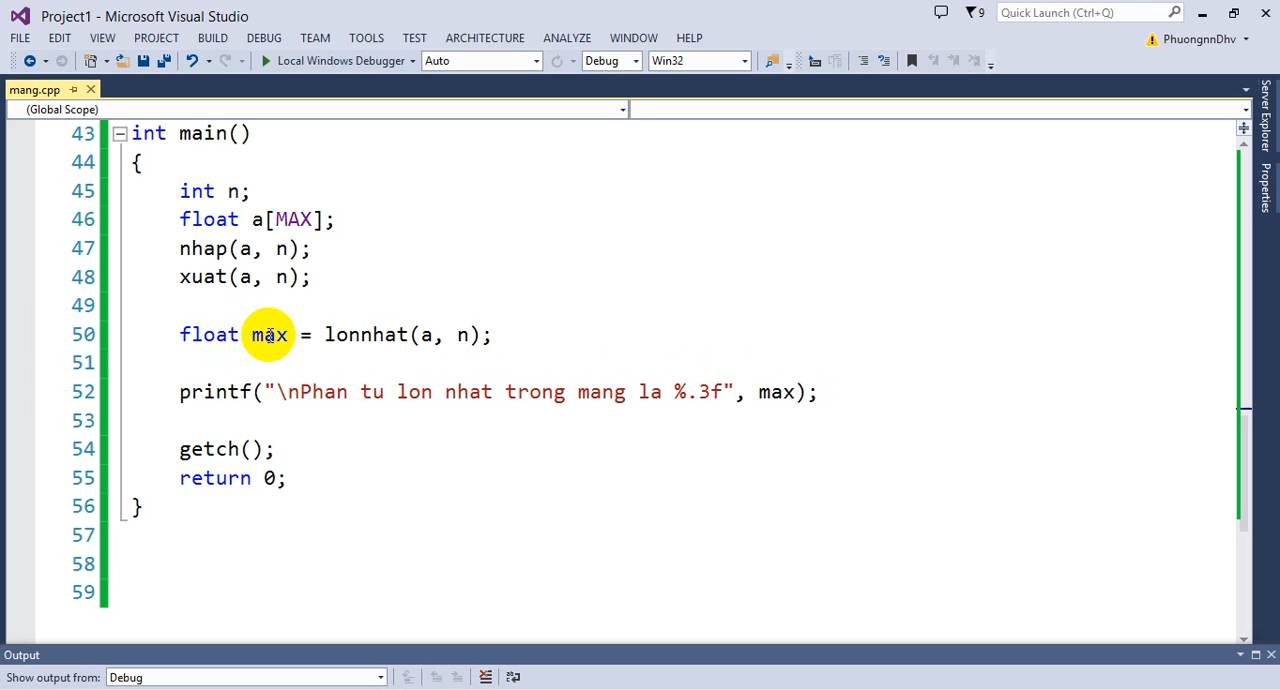 Project1 - Microsoft Visual Studio
9
Quick Launch (Ctrl+Q)
FILE EDIT VIEW PROJECT BUILD DEBUG TEAM TOOLS TEST ARCHITECTURE ANALYZE WINDOW HELP
PhuongnnDhv
Local Windows Debugger Auto Debug Win32
mang.cpp
(Global Scope)
43 int main()
44 {
45 int n;
46 float a[MAX];
47 nhap(a, n);
48 xuat(a, n);
49
50 float max = lonnhat(a, n);
51
52 printf("\nPhan tu lon nhat trong mang la %.3f", max);
53
54 getch();
55 return 0;
56 }
57
58
59
Server Explorer
Properties
Output
Show output from: Debug